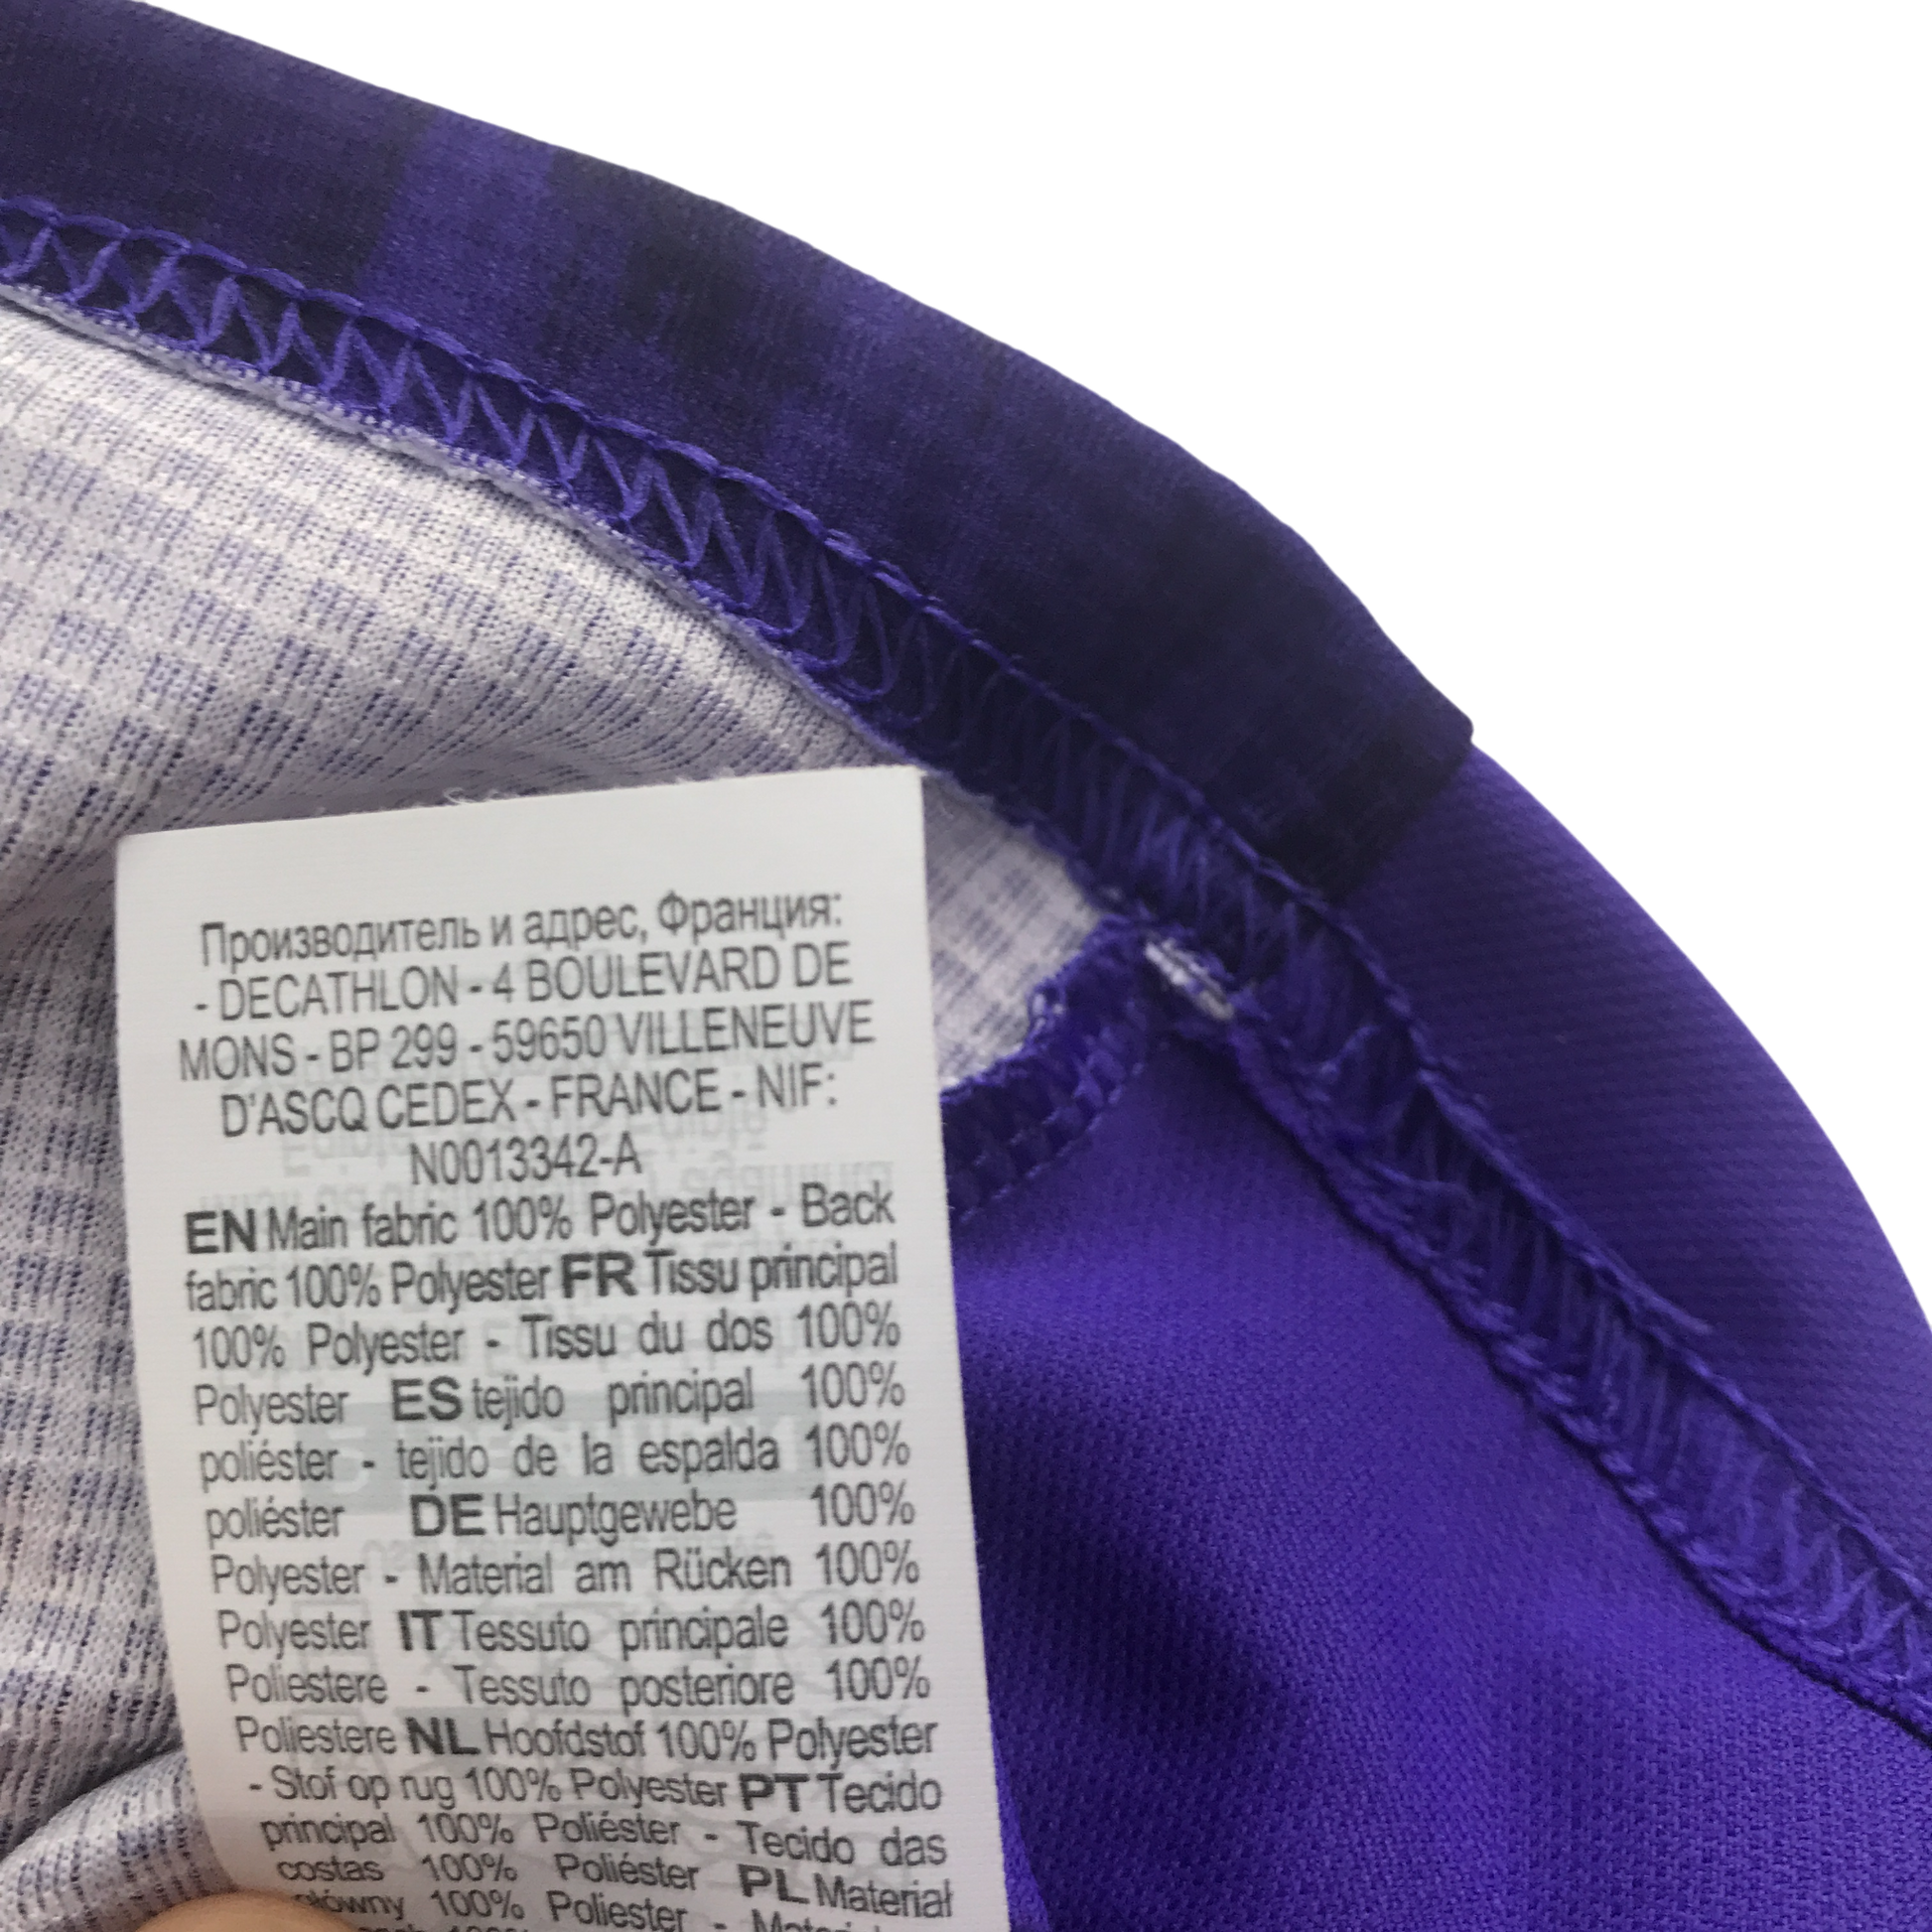 Производитель и адрес, Франция:
- DECATHLON - 4 BOULEVARD DE
MONS - BP 299 - 59650 VILLENEUVE
D'ASCQ CEDEX - FRANCE - NIF:
N0013342-A
EN Main fabric 100% Polyester - Back
fabric 100% Polyester FR Tissu principal
100% Polyester - Tissu du dos 100%
Polyester ES tejido principal 100%
poliéster - tejido de la espalda 100%
poliéster DE Hauptgewebe 100%
Polyester - Material am Rücken 100%
Polyester IT Tessuto principale 100%
Poliestere - Tessuto posteriore 100%
Poliestere NL Hoofdstof 100% Polyester
- Stof op rug 100% Polyester PT Tecido
principal 100% Poliéster - Tecido das
costas 100% Poliéster PL Materiał
główny 100% Poliester -